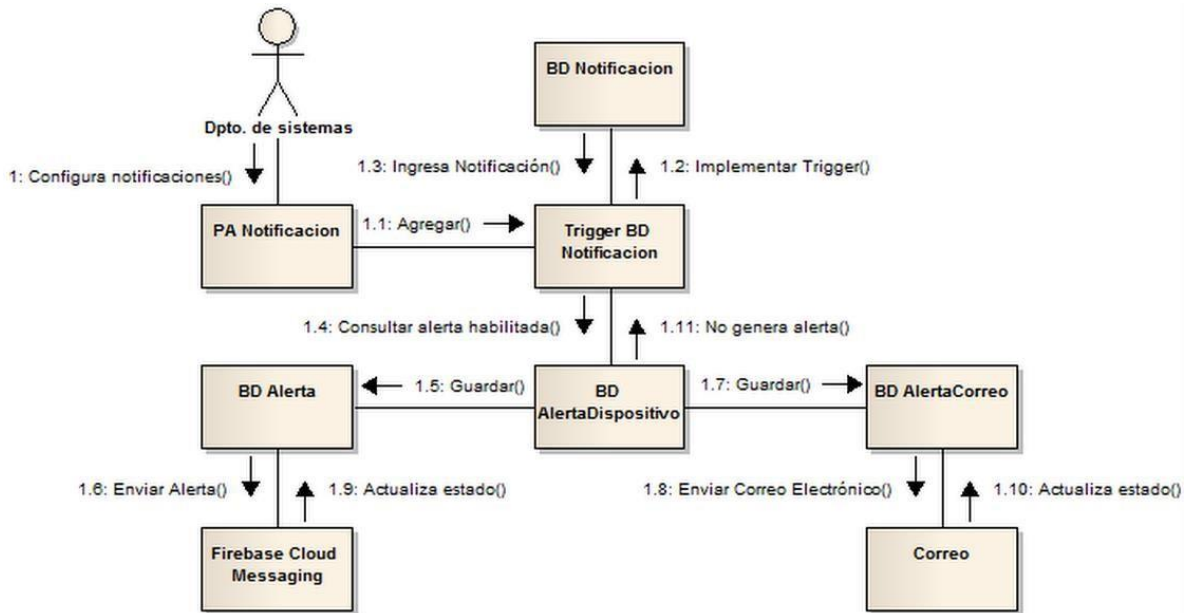 BD Notificacion
Dpto. de sistemas
1: Configura notificaciones()
1.3: Ingresa Notificación()
1.2: Implementar Trigger()
PA Notificacion
1.1: Agregar()
Trigger BD
Notificacion
1.4: Consultar alerta habilitada()
1.11: No genera alerta()
BD Alerta
1.5: Guardar()
BD
AlertaDispositivo
1.7: Guardar()
BD AlertaCorreo
1.6: Enviar Alerta()
1.9: Actualiza estado()
1.8: Enviar Correo Electrónico()
1.10: Actualiza estado()
Firebase Cloud
Messaging
Correo